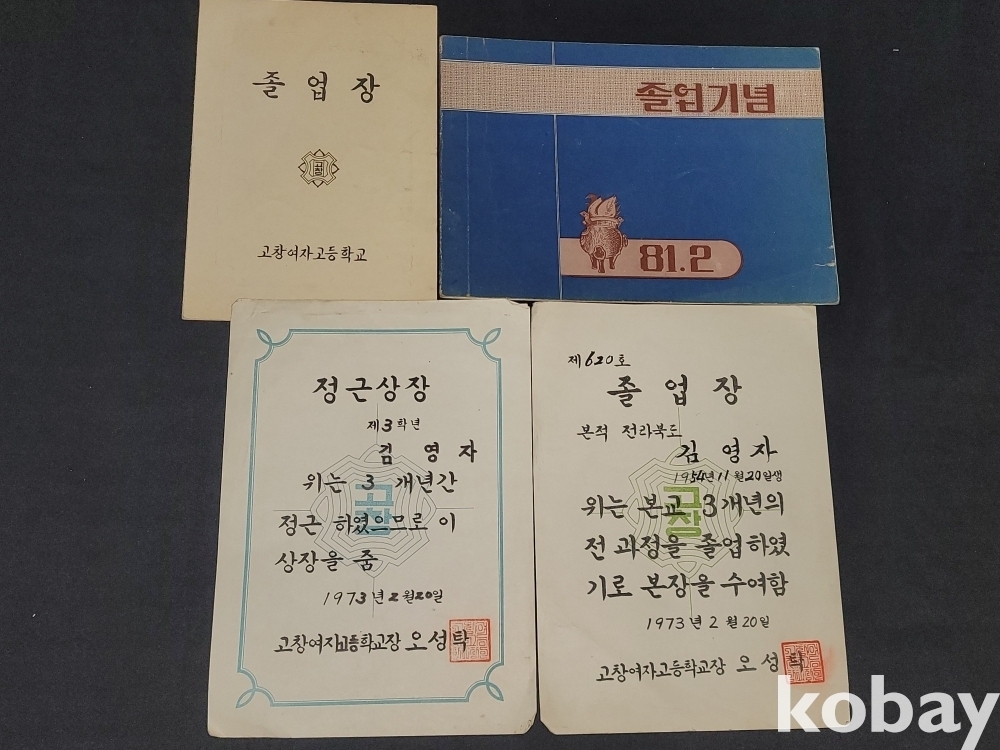 졸업장
고창
고창여자고등학교
졸업기념
81.2
정근상장
제3학년
김영자
위는 3 개년간
정근 하였으므로 이
상장을 줌
1973년 2월 20일
고창여자고등학교장 오성탁
고창
제620호
졸업장
본적 전라북도
김영자
1954년 11월 20일생
위는 본교 3개년의
전 과정을 졸업하였
기로 본장을 수여함
1973년 2월 20일
고창여자고등학교장 오성탁
고창
kobay